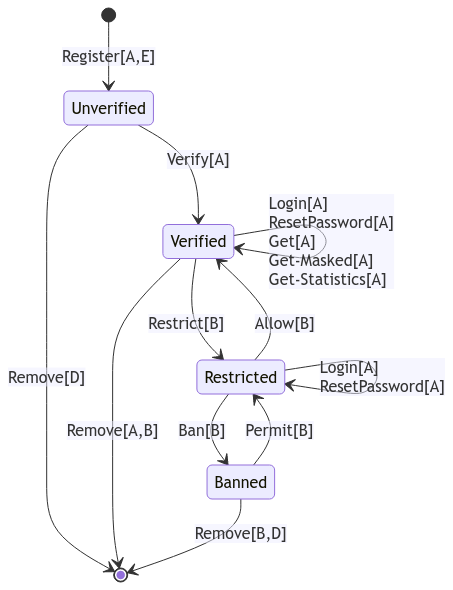 Register[A,E]
Unverified
Verify[A]
Login[A]
ResetPassword[A]
Get[A]
Get-Masked[A]
Get-Statistics[A]
Verified
Restrict[B]
Allow[B]
Login[A]
ResetPassword[A]
Restricted
Remove[D]
Remove[A,B]
Ban[B]
Permit[B]
Banned
Remove[B,D]